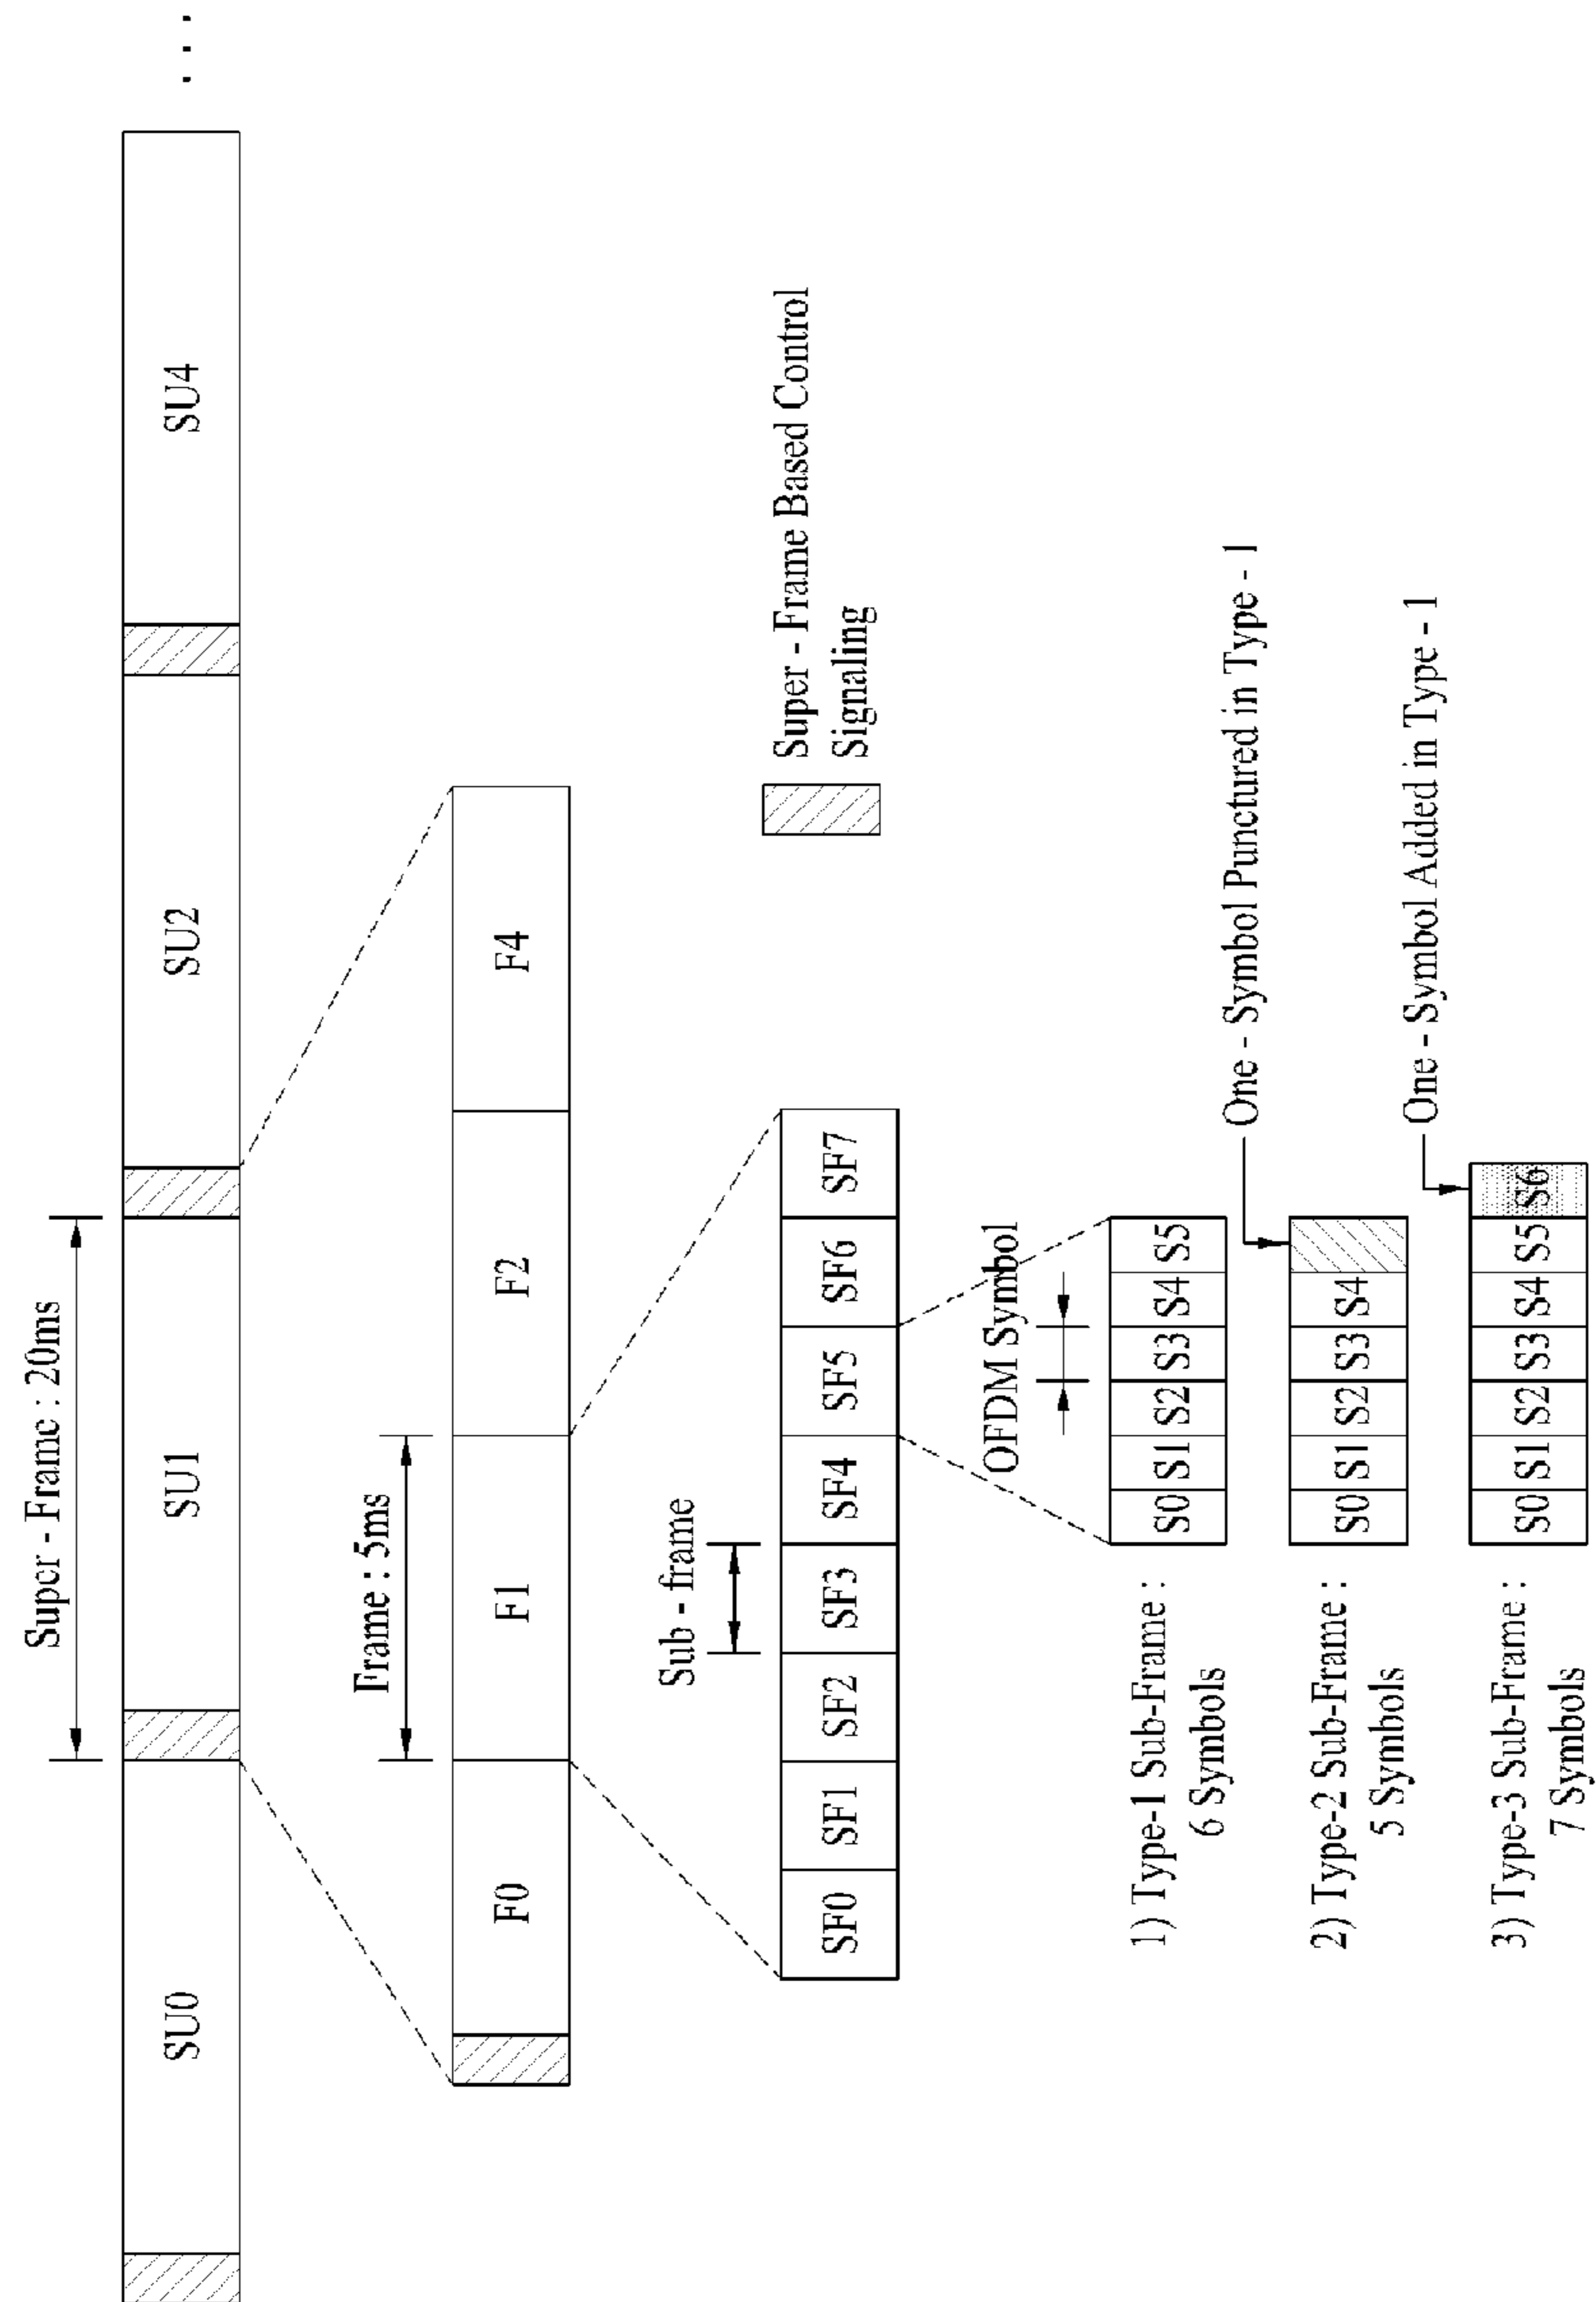 Super - Frame : 20ms
SU0 SU1 SU2 SU4 ...
Frame : 5ms
F0 F1 F2 F4
Sub - frame
SF0 SF1 SF2 SF3 SF4 SF5 SF6 SF7
Super - Frame Based Control
Signaling
OFDM Symbol
1) Type-1 Sub-Frame :
6 Symbols
S0 S1 S2 S3 S4 S5
One - Symbol Punctured in Type - 1
2) Type-2 Sub-Frame :
5 Symbols
S0 S1 S2 S3 S4
One - Symbol Added in Type - 1
3) Type-3 Sub-Frame :
7 Symbols
S0 S1 S2 S3 S4 S5 S6